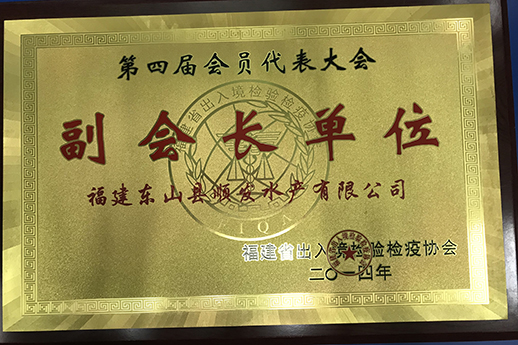 第四届会员代表大会
副会长单位
福建东山县顺发水产有限公司
福建省出入境检验检疫协会
二〇一四年